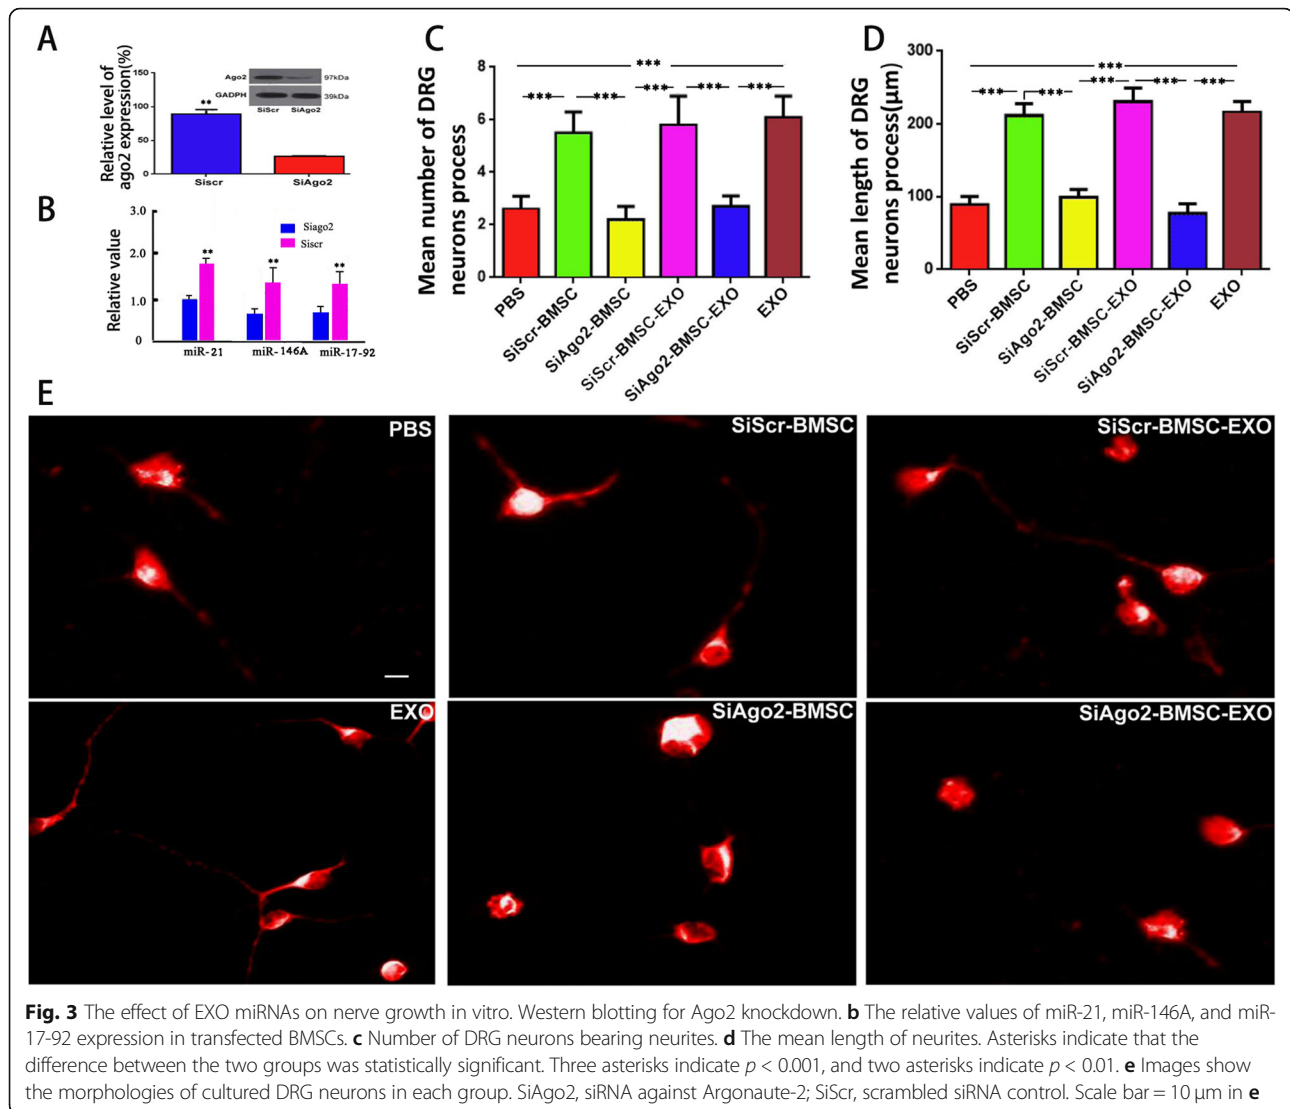 A
Relative level of
ago2 expression(%)
150
100
50
0
**
Siscr
SiAgo2
Ago2
97kDa
GADPH
39kDa
SiScr
SiAgo2
B
Relative value
3.0
2.0
1.0
0
Siago2
Siscr
**
**
**
miR-21
miR-146A
miR-17-92
C
Mean number of DRG
neurons process
8
6
4
2
0
***
*** *** *** *** ***
PBS
SiScr-BMSC
SiAgo2-BMSC
SiScr-BMSC-EXO
SiAgo2-BMSC-EXO
EXO
D
Mean length of DRG
neurons process(μm)
300
200
100
0
***
*** *** *** *** ***
PBS
SiScr-BMSC
SiAgo2-BMSC
SiScr-BMSC-EXO
SiAgo2-BMSC-EXO
EXO
E
PBS
SiScr-BMSC
SiScr-BMSC-EXO
EXO
SiAgo2-BMSC
SiAgo2-BMSC-EXO
Fig. 3 The effect of EXO miRNAs on nerve growth in vitro. Western blotting for Ago2 knockdown. b The relative values of miR-21, miR-146A, and miR-
17-92 expression in transfected BMSCs. c Number of DRG neurons bearing neurites. d The mean length of neurites. Asterisks indicate that the
difference between the two groups was statistically significant. Three asterisks indicate p < 0.001, and two asterisks indicate p < 0.01. e Images show
the morphologies of cultured DRG neurons in each group. SiAgo2, siRNA against Argonaute-2; SiScr, scrambled siRNA control. Scale bar = 10 μm in e